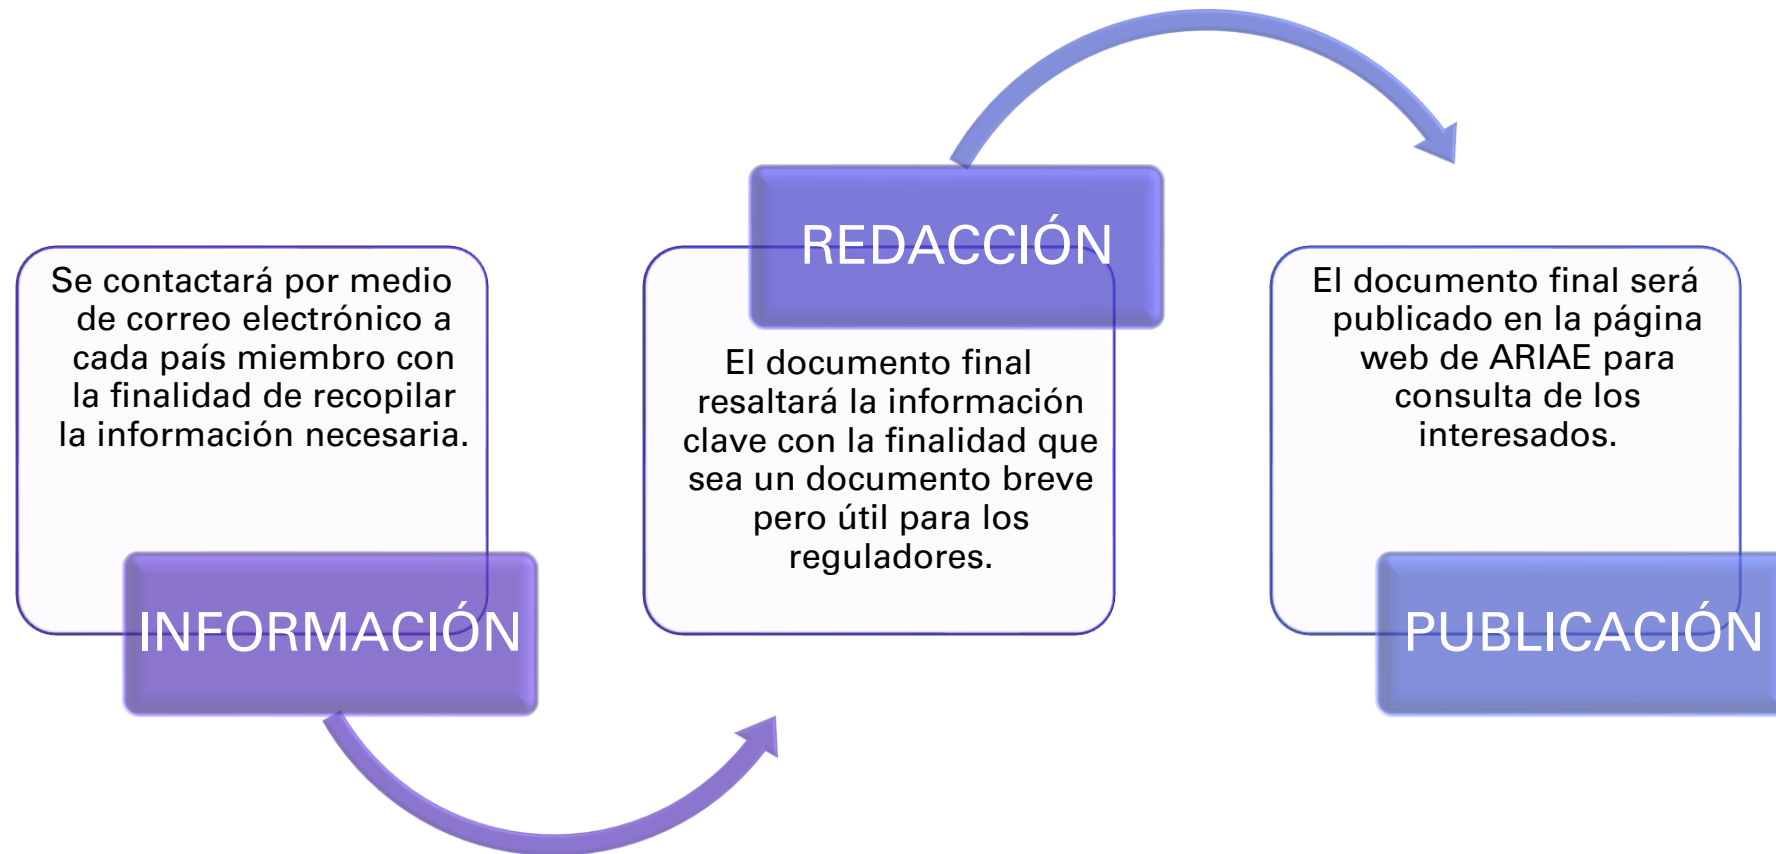 Se contactará por medio
de correo electrónico a
cada país miembro con
la finalidad de recopilar
la información necesaria.
INFORMACIÓN
REDACCIÓN
El documento final
resaltará la información
clave con la finalidad que
sea un documento breve
pero útil para los
reguladores.
El documento final será
publicado en la página
web de ARIAE para
consulta de los
interesados.
PUBLICACIÓN